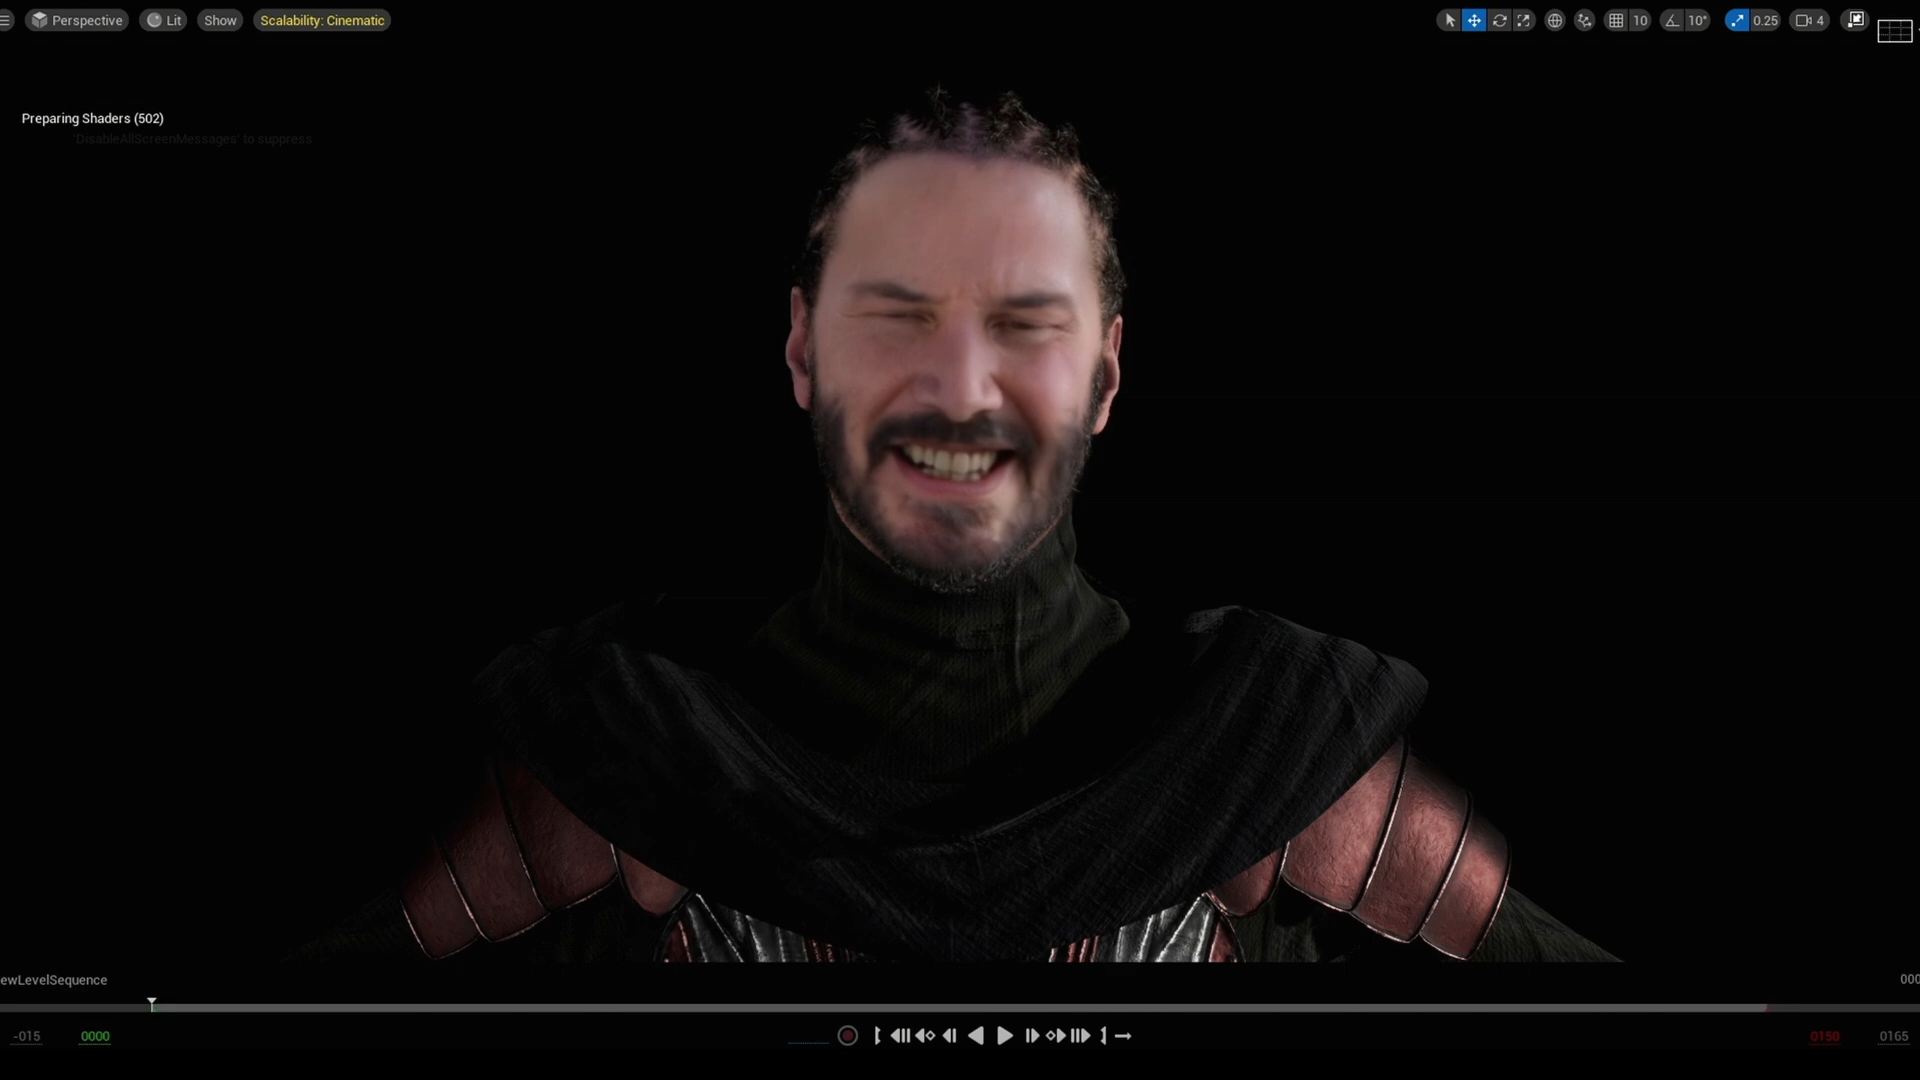 Perspective Lit Show Scalability: Cinematic 10 10° 0.25 4
Preparing Shaders (502)
'DisableAllScreenMessages' to suppress
ewLevelSequence 000
-015 0000 0150 0165